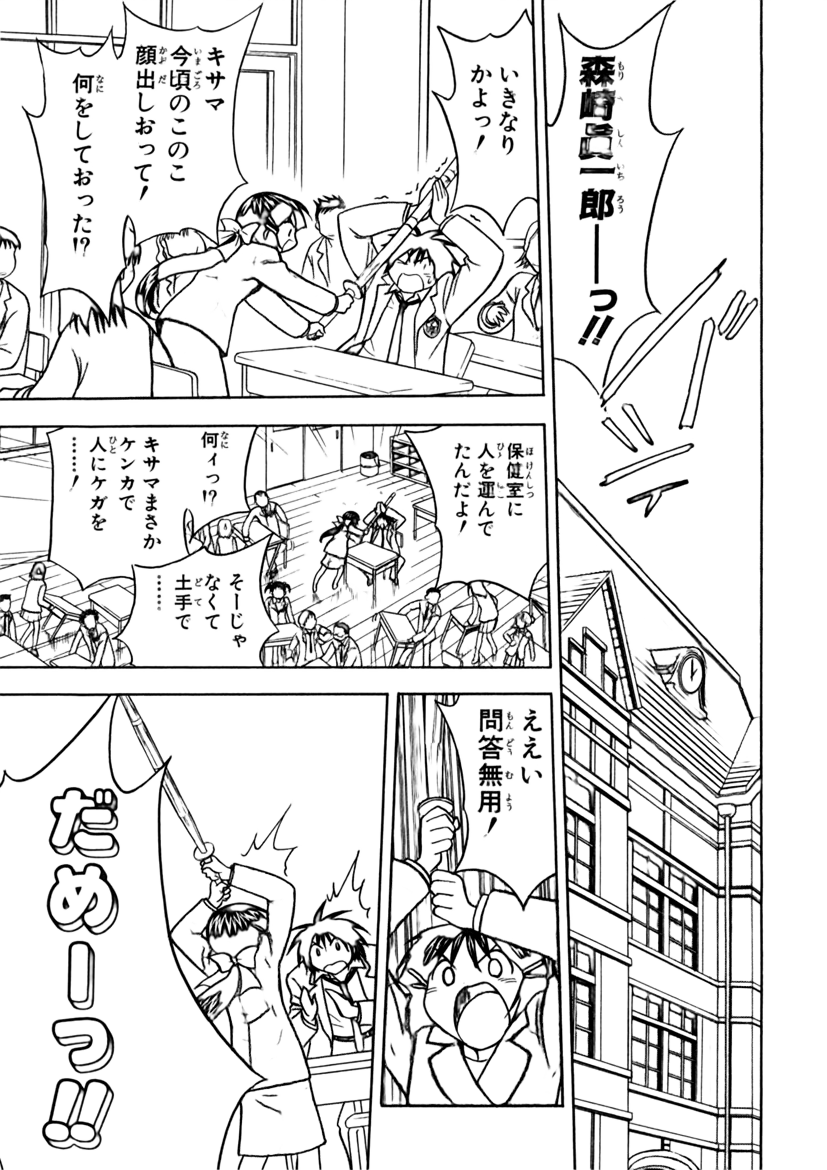 森崎眞一郎ーーっ!!
いきなり
かよっ!
キサマ
今頃のこのこ
顔出しおって!
何をしておった!?
保健室に
人を運んで
たんだよ!
何ィっ!?
キサマまさか
ケンカで
人にケガを
……!
そーじゃ
なくて
土手で
……
ええい
問答無用!
だめーっ!!